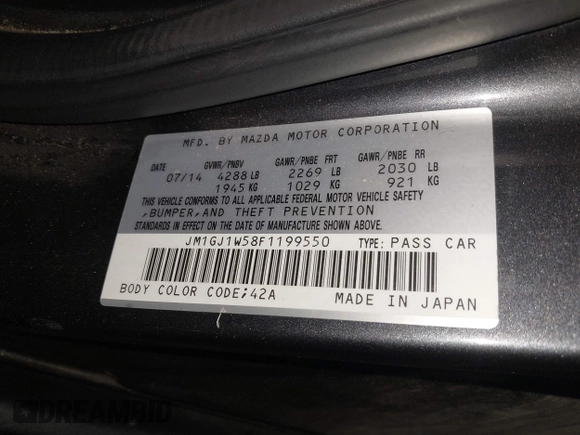 MFD. BY MAZDA MOTOR CORPORATION
DATE GVWR/PNBV GAWR/PNBE FRT GAWR/PNBE RR
07/14 4288 LB 2269 LB 2030 LB
1945 KG 1029 KG 921 KG
THIS VEHICLE CONFORMS TO ALL APPLICABLE FEDERAL MOTOR VEHICLE SAFETY
,BUMPER,AND THEFT PREVENTION
STANDARDS IN EFFECT ON THE DATE OF MANUFACTURE SHOWN ABOVE.
JM1GJ1W58F1199550 TYPE: PASS CAR
BODY COLOR CODE;42A MADE IN JAPAN
DREAMBID